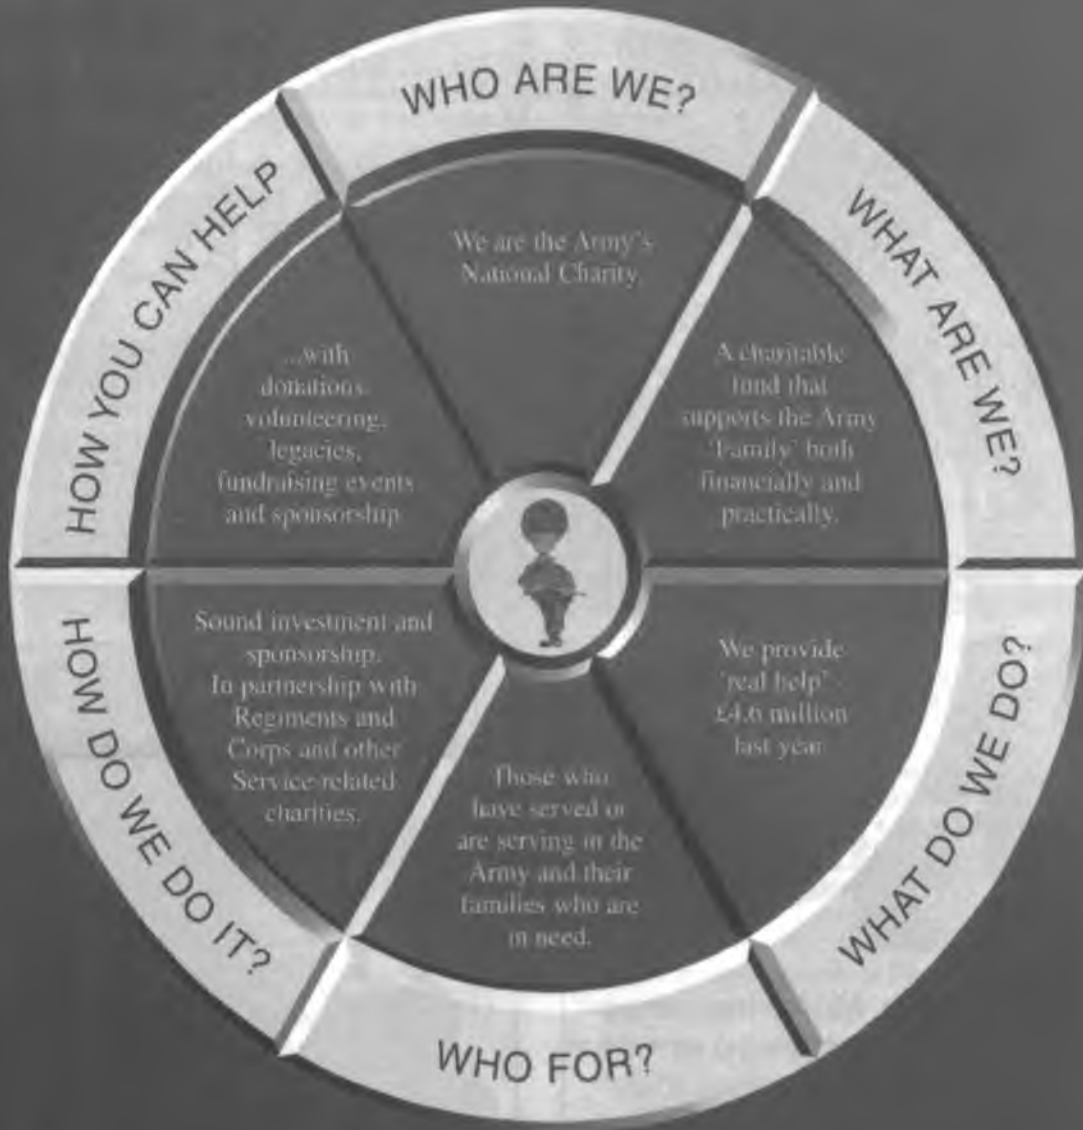 WHO ARE WE?
We are the Army's
National Charity.
WHAT ARE WE?
A charitable
fund that
supports the Army
'Family' both
financially and
practically.
WHAT DO WE DO?
We provide
'real help'
£4.6 million
last year
WHO FOR?
Those who
have served or
are serving in the
Army and their
families who are
in need.
HOW DO WE DO IT?
Sound investment and
sponsorship.
In partnership with
Regiments and
Corps and other
Service-related
charities.
HOW YOU CAN HELP
...with
donations,
volunteering,
legacies,
fundraising events
and sponsorship